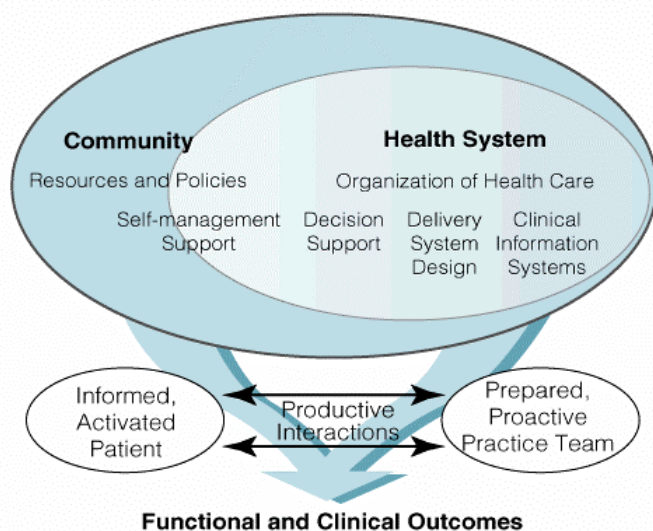 Community
Health System
Resources and Policies
Organization of Health Care
Self-management
Support
Decision
Support
Delivery
System
Design
Clinical
Information
Systems
Informed,
Activated
Patient
Productive
Interactions
Prepared,
Proactive
Practice Team
Functional and Clinical Outcomes